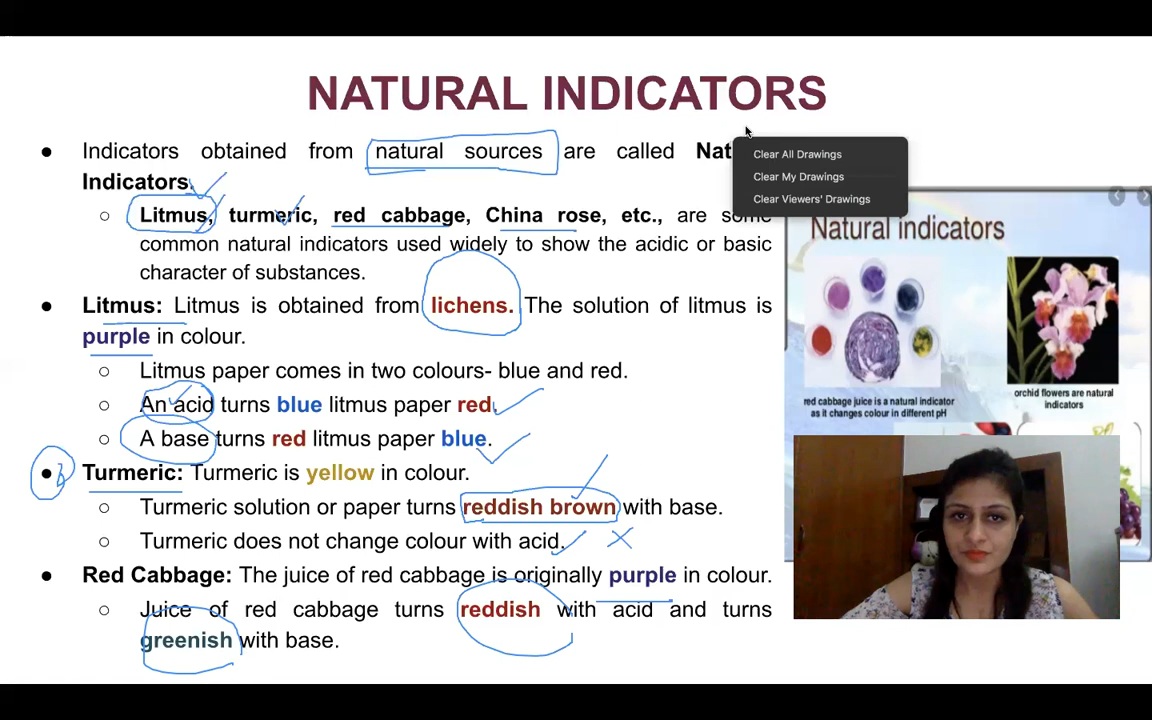 NATURAL INDICATORS
Indicators obtained from natural sources are called Nat
Indicators.
Litmus, turmeric, red cabbage, China rose, etc., are some
common natural indicators used widely to show the acidic or basic
character of substances.
Litmus: Litmus is obtained from lichens. The solution of litmus is
purple in colour.
Litmus paper comes in two colours- blue and red.
An acid turns blue litmus paper red.
A base turns red litmus paper blue.
Turmeric: Turmeric is yellow in colour.
Turmeric solution or paper turns reddish brown with base.
Turmeric does not change colour with acid.
Red Cabbage: The juice of red cabbage is originally purple in colour.
Juice of red cabbage turns reddish with acid and turns
greenish with base.
Clear All Drawings
Clear My Drawings
Clear Viewers' Drawings
Natural indicators
red cabbage juice is a natural indicator
as it changes colour in different pH
orchid flowers are natural
indicators